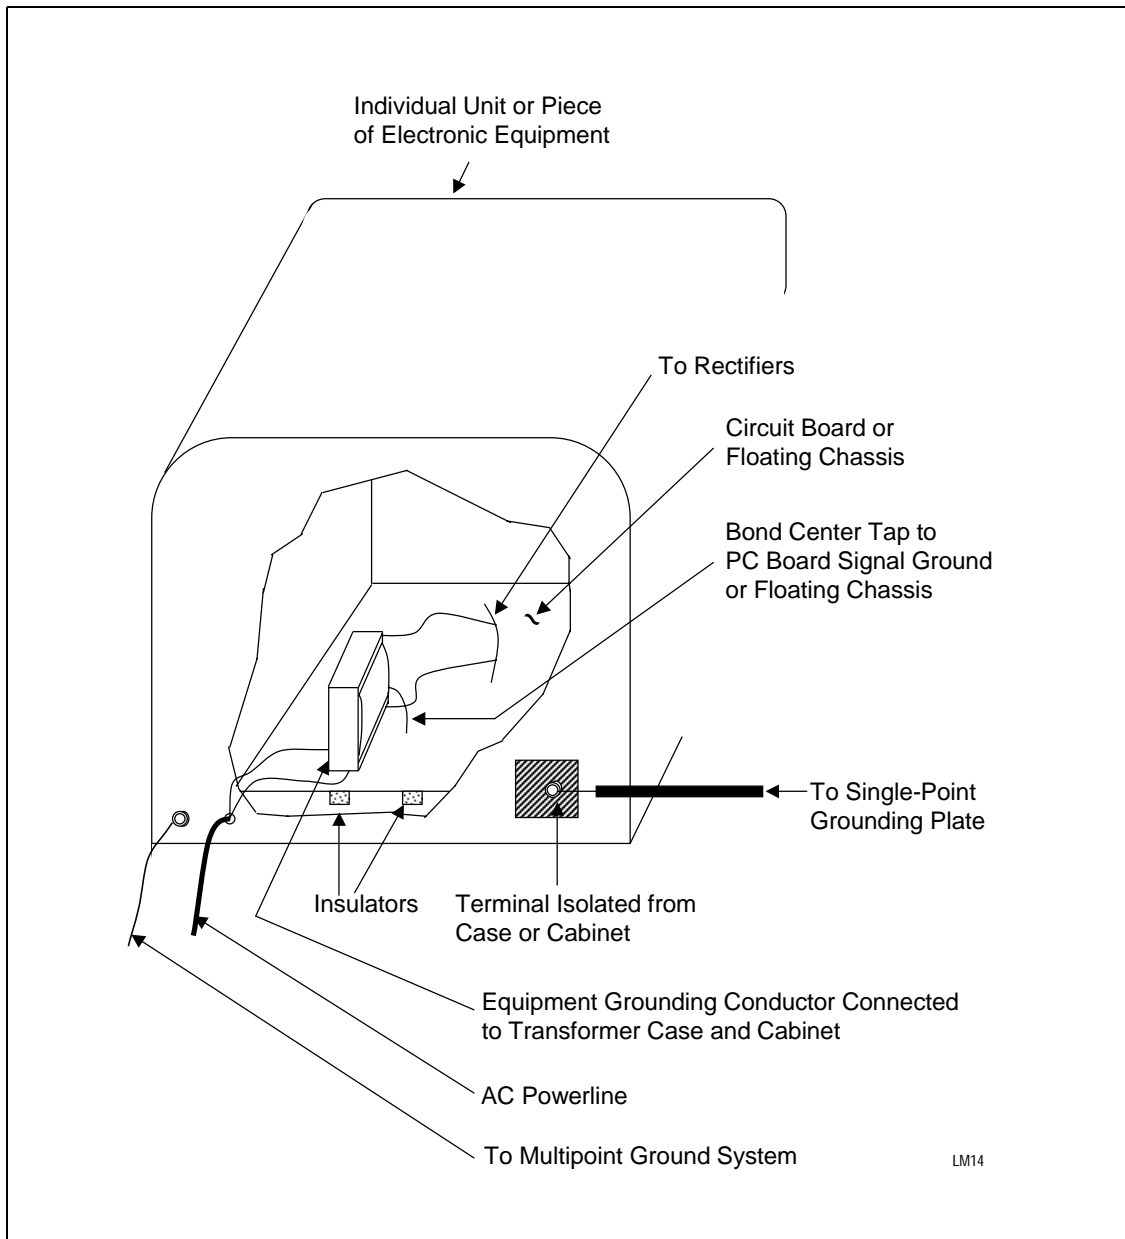 Individual Unit or Piece
of Electronic Equipment
To Rectifiers
Circuit Board or
Floating Chassis
Bond Center Tap to
PC Board Signal Ground
or Floating Chassis
To Single-Point
Grounding Plate
Insulators
Terminal Isolated from
Case or Cabinet
Equipment Grounding Conductor Connected
to Transformer Case and Cabinet
AC Powerline
To Multipoint Ground System
LM14